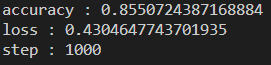 accuracy : 0.8550724387168884
loss : 0.4304647743701935
step : 1000